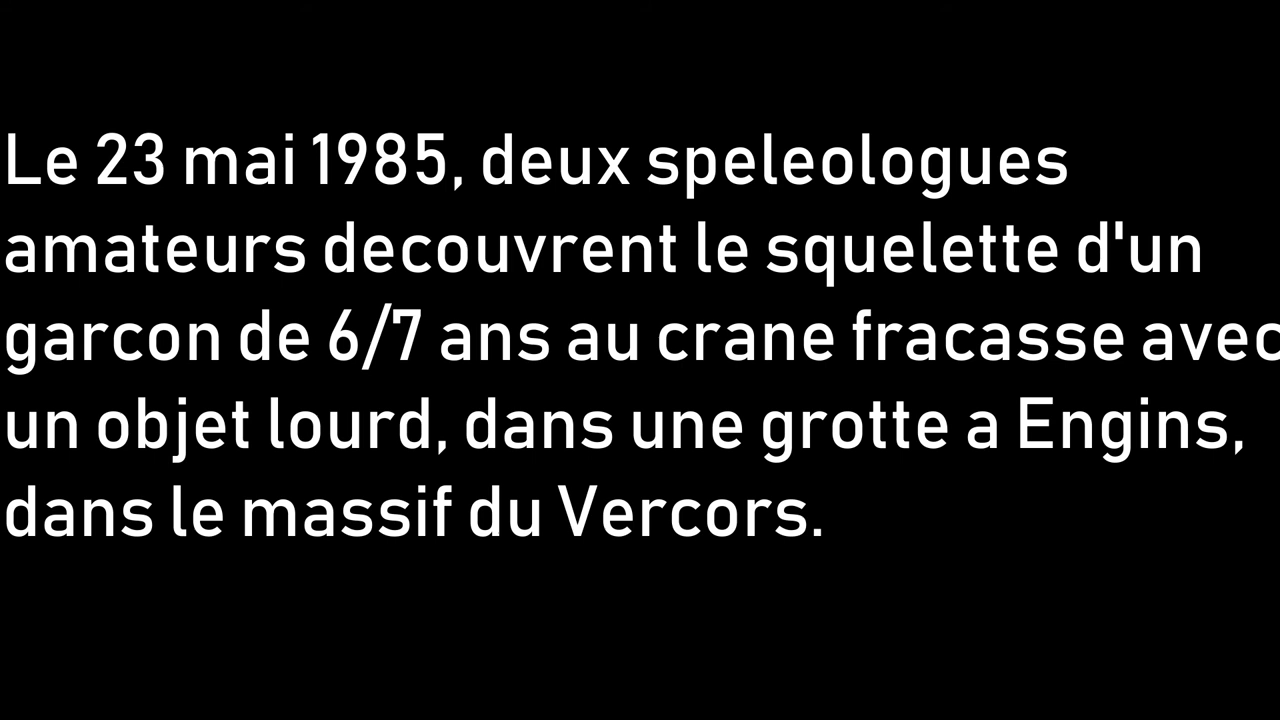 Le 23 mai 1985, deux speleologues
amateurs decouvrent le squelette d'un
garcon de 6/7 ans au crane fracasse avec
un objet lourd, dans une grotte a Engins,
dans le massif du Vercors.